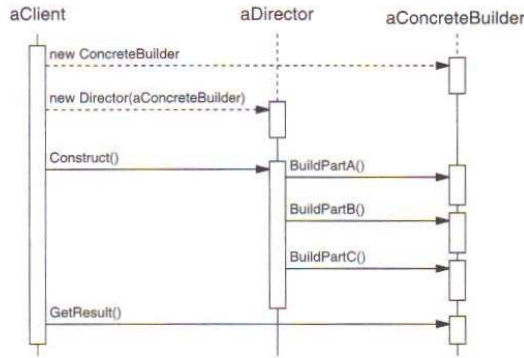 aClient aDirector aConcreteBuilder
new ConcreteBuilder
new Director(aConcreteBuilder)
Construct() BuildPartA()
BuildPartB()
BuildPartC()
GetResult()